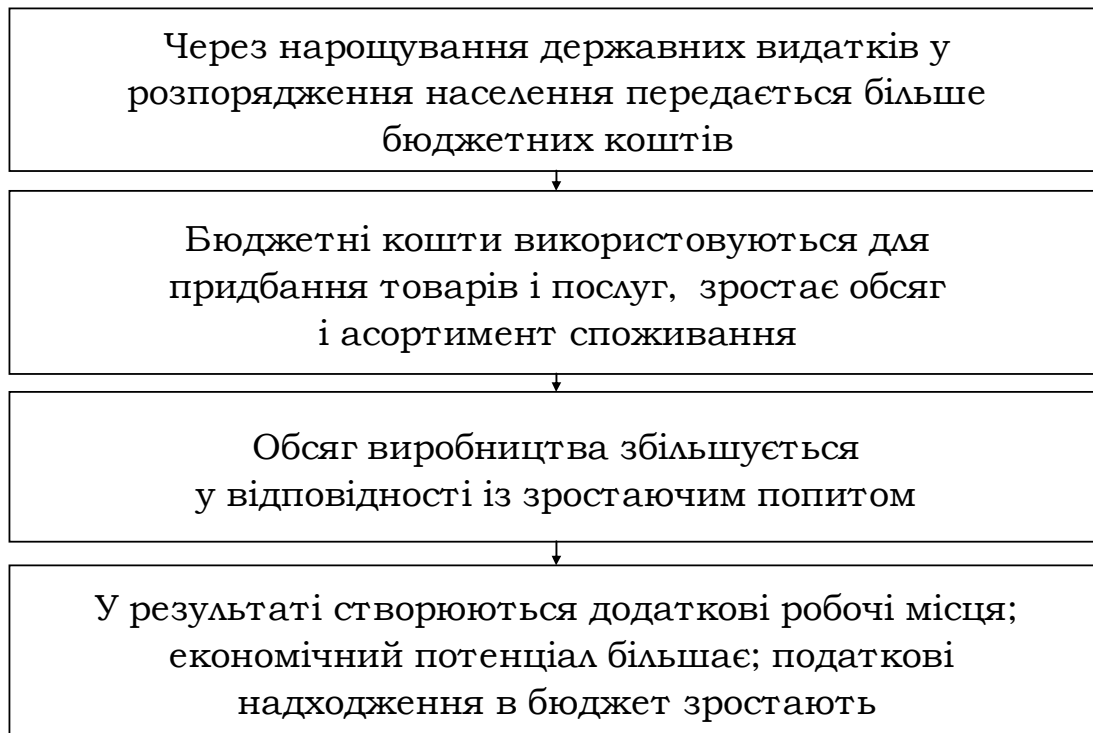 Через нарощування державних видатків у
розпорядження населення передається більше
бюджетних коштів
Бюджетні кошти використовуються для
придбання товарів і послуг, зростає обсяг
і асортимент споживання
Обсяг виробництва збільшується
у відповідності із зростаючим попитом
У результаті створюються додаткові робочі місця;
економічний потенціал більшає; податкові
надходження в бюджет зростають